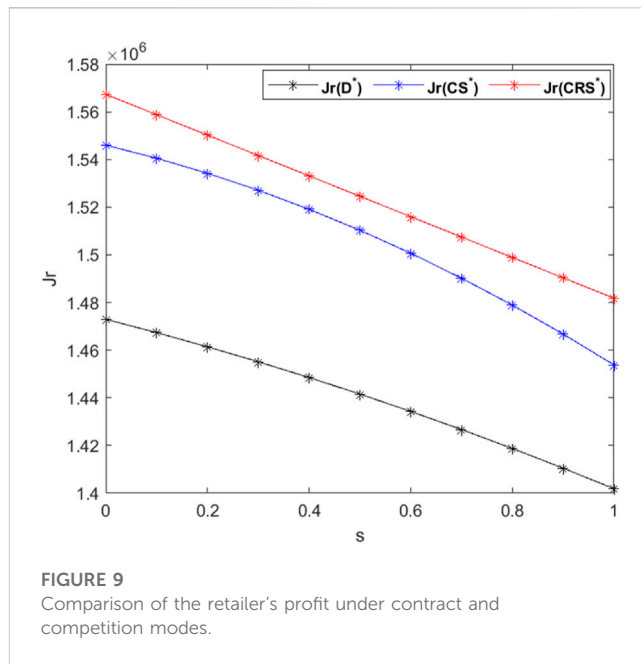 ×10⁶
1.58
Jr(D*) Jr(CS*) Jr(CRS*)
1.56
1.54
1.52
1.5
Jr
1.48
1.46
1.44
1.42
1.4
0 0.2 0.4 0.6 0.8 1
s
FIGURE 9
Comparison of the retailer’s profit under contract and
competition modes.